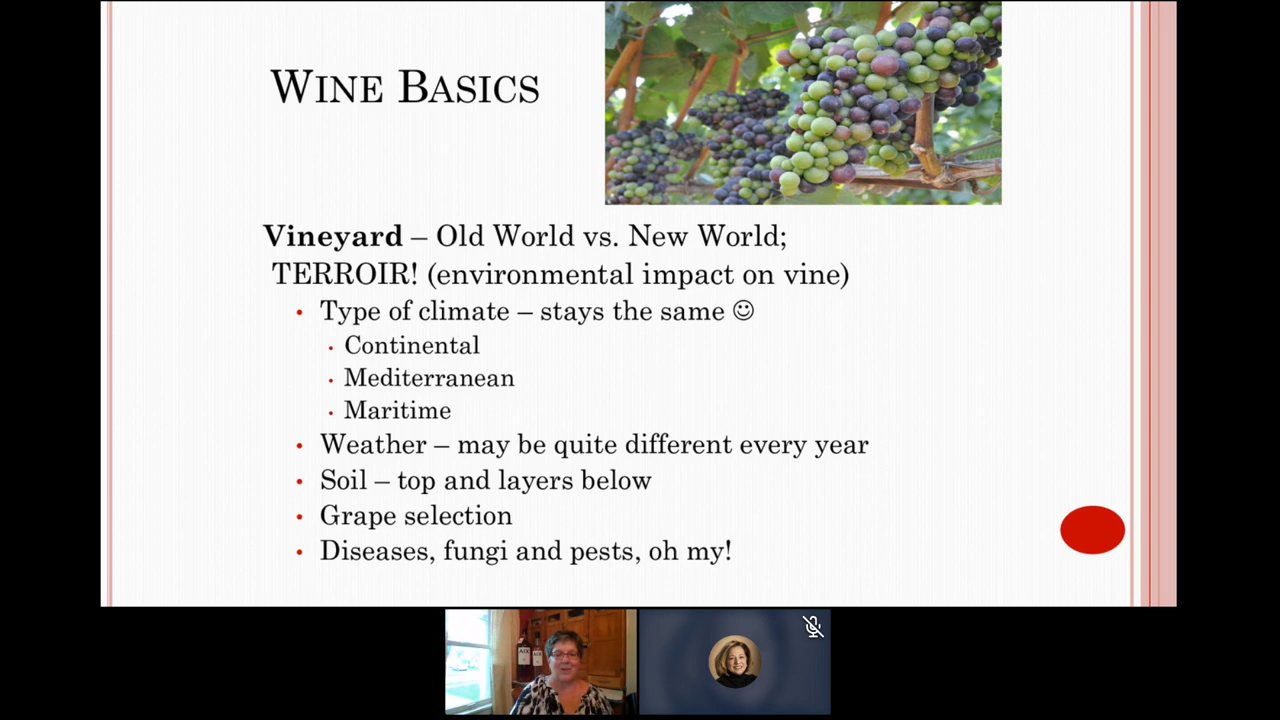 WINE BASICS
Vineyard – Old World vs. New World;
TERROIR! (environmental impact on vine)
• Type of climate – stays the same ☺
• Continental
• Mediterranean
• Maritime
• Weather – may be quite different every year
• Soil – top and layers below
• Grape selection
• Diseases, fungi and pests, oh my!
AIX AIX